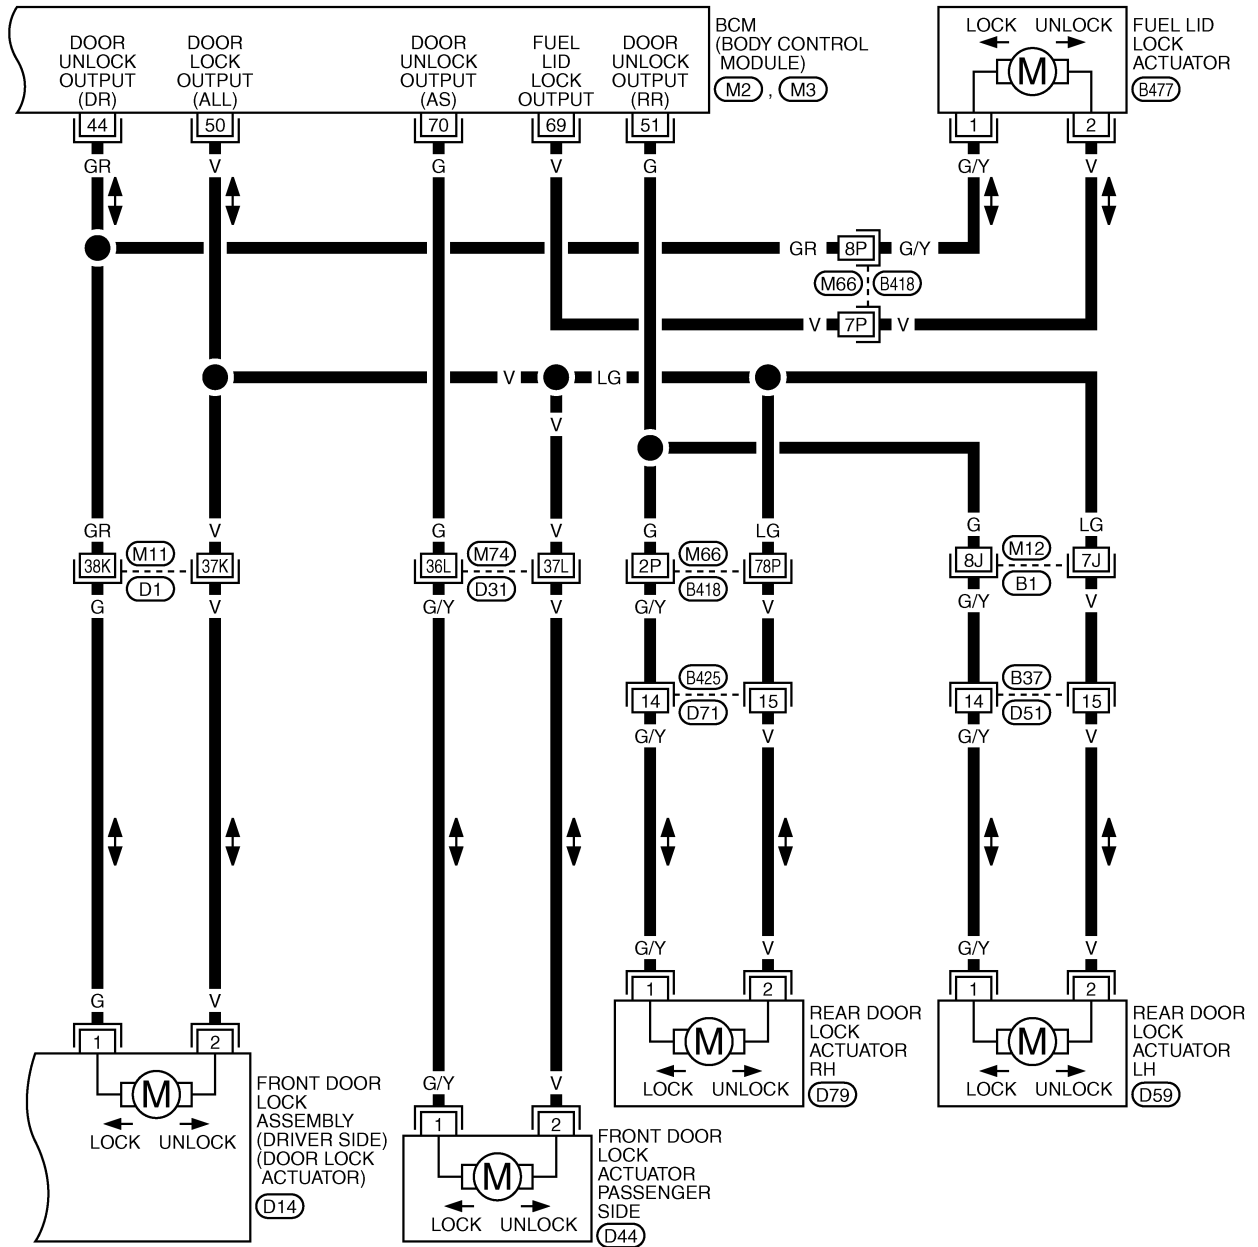 DOOR
UNLOCK
OUTPUT
(DR)
DOOR
LOCK
OUTPUT
(ALL)
DOOR
UNLOCK
OUTPUT
(AS)
FUEL
LID
LOCK
OUTPUT
DOOR
UNLOCK
OUTPUT
(RR)
BCM
(BODY CONTROL
MODULE)
M2 , M3
LOCK UNLOCK
M
FUEL LID
LOCK
ACTUATOR
B477
44 50 70 69 51 1 2
GR V G V G G/Y V
GR 8P G/Y
M66 B418
V 7P V
V LG
V
G LG
GR V G V G LG
38K M11 37K 36L M74 37L 2P M66 78P 8J M12 7J
D1 D31 B418 B1
G V G/Y V G/Y V G/Y V
B425 B37
14 15 14 15
D71 D51
G/Y V G/Y V
G/Y V G/Y V
1 2 1 2
G V
1 2
M
LOCK UNLOCK
FRONT DOOR
LOCK
ASSEMBLY
(DRIVER SIDE)
(DOOR LOCK
ACTUATOR)
D14
G/Y V
1 2
M
LOCK UNLOCK
FRONT DOOR
LOCK
ACTUATOR
PASSENGER
SIDE
D44
M
LOCK UNLOCK
REAR DOOR
LOCK
ACTUATOR
RH
D79
M
LOCK UNLOCK
REAR DOOR
LOCK
ACTUATOR
LH
D59